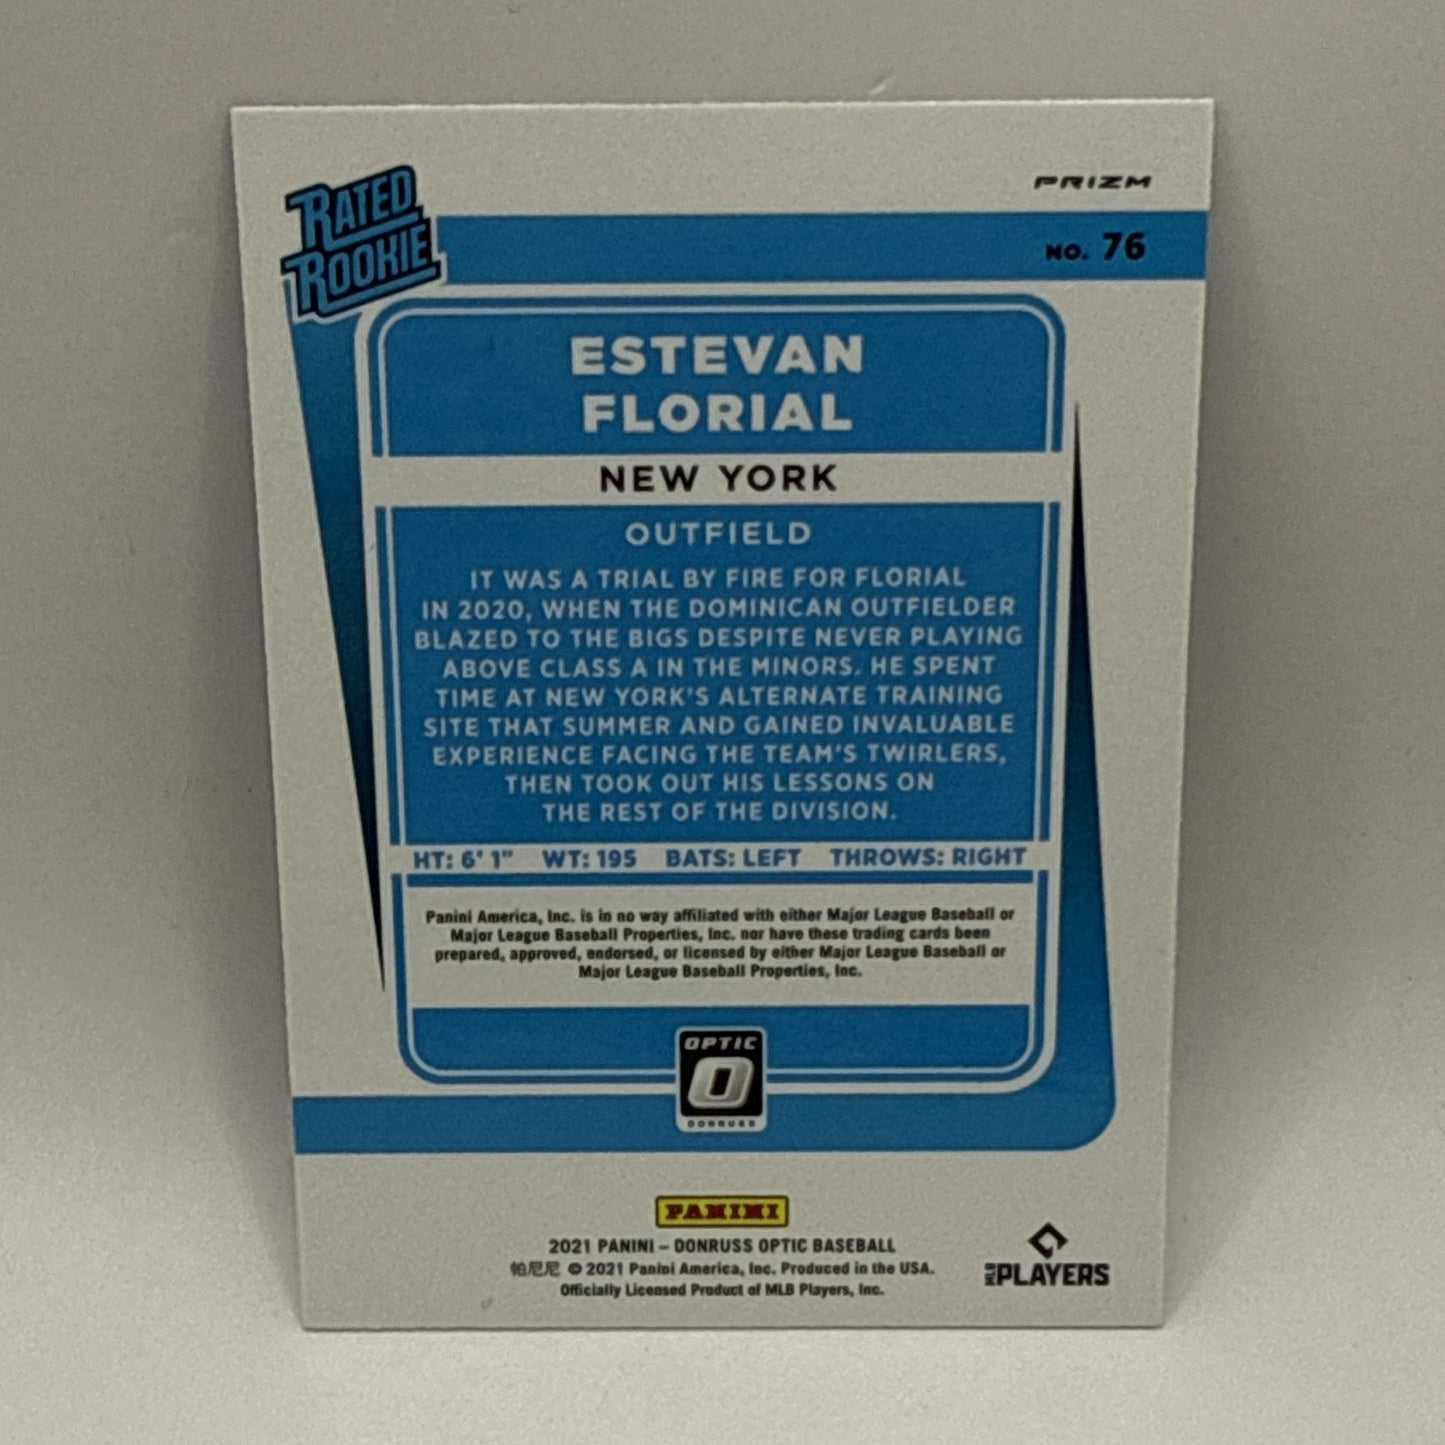 PRIZM
RATED
ROOKIE
NO. 76
ESTEVAN
FLORIAL
NEW YORK
OUTFIELD
IT WAS A TRIAL BY FIRE FOR FLORIAL
IN 2020, WHEN THE DOMINICAN OUTFIELDER
BLAZED TO THE BIGS DESPITE NEVER PLAYING
ABOVE CLASS A IN THE MINORS. HE SPENT
TIME AT NEW YORK'S ALTERNATE TRAINING
SITE THAT SUMMER AND GAINED INVALUABLE
EXPERIENCE FACING THE TEAM'S TWIRLERS,
THEN TOOK OUT HIS LESSONS ON
THE REST OF THE DIVISION.
HT: 6' 1" WT: 195 BATS: LEFT THROWS: RIGHT
Panini America, Inc. is in no way affiliated with either Major League Baseball or
Major League Baseball Properties, Inc. nor have these trading cards been
prepared, approved, endorsed, or licensed by either Major League Baseball or
Major League Baseball Properties, Inc.
OPTIC
O
DONRUSS
PANINI
2021 PANINI – DONRUSS OPTIC BASEBALL
帕尼尼 © 2021 Panini America, Inc. Produced in the USA.
Officially Licensed Product of MLB Players, Inc.
MLB PLAYERS